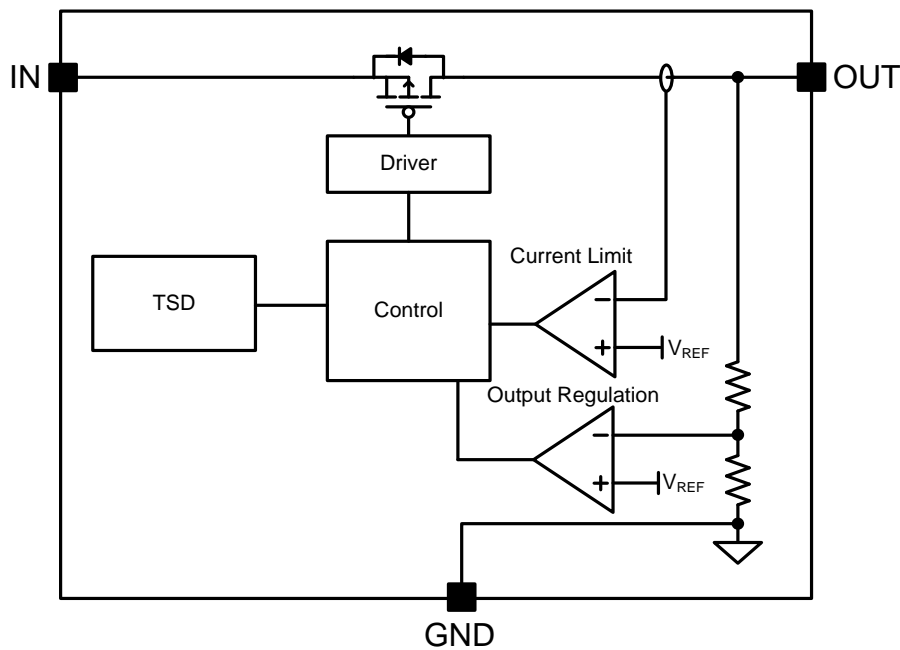 IN
OUT
Driver
Current Limit
TSD
Control
−
+
VREF
Output Regulation
−
+
VREF
GND